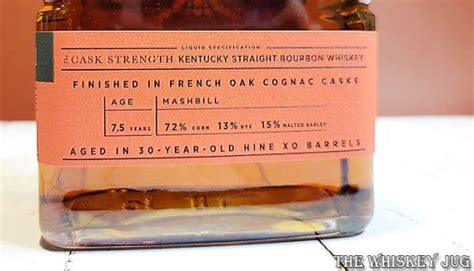 LIQUID SPECIFICATION
THE CASK STRENGTH KENTUCKY STRAIGHT BOURBON WHISKEY
FINISHED IN FRENCH OAK COGNAC CASKS
AGE MASHBILL
7.5 YEARS 72% CORN 13% RYE 15% MALTED BARLEY
AGED IN 30-YEAR-OLD HINE XO BARRELS
THE WHISKEY JUG